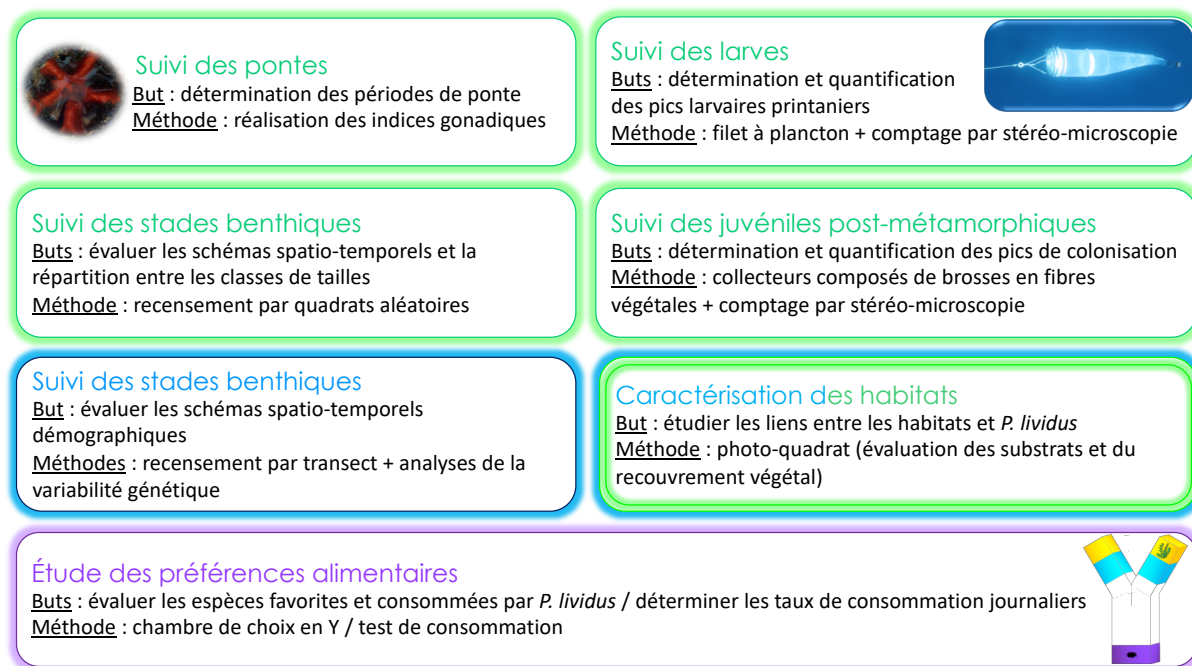 Suivi des pontes
But : détermination des périodes de ponte
Méthode : réalisation des indices gonadiques
Suivi des larves
Buts : détermination et quantification
des pics larvaires printaniers
Méthode : filet à plancton + comptage par stéréo-microscopie
Suivi des stades benthiques
Buts : évaluer les schémas spatio-temporels et la
répartition entre les classes de tailles
Méthode : recensement par quadrats aléatoires
Suivi des juvéniles post-métamorphiques
Buts : détermination et quantification des pics de colonisation
Méthode : collecteurs composés de brosses en fibres
végétales + comptage par stéréo-microscopie
Suivi des stades benthiques
But : évaluer les schémas spatio-temporels
démographiques
Méthodes : recensement par transect + analyses de la
variabilité génétique
Caractérisation des habitats
But : étudier les liens entre les habitats et P. lividus
Méthode : photo-quadrat (évaluation des substrats et du
recouvrement végétal)
Étude des préférences alimentaires
Buts : évaluer les espèces favorites et consommées par P. lividus / déterminer les taux de consommation journaliers
Méthode : chambre de choix en Y / test de consommation